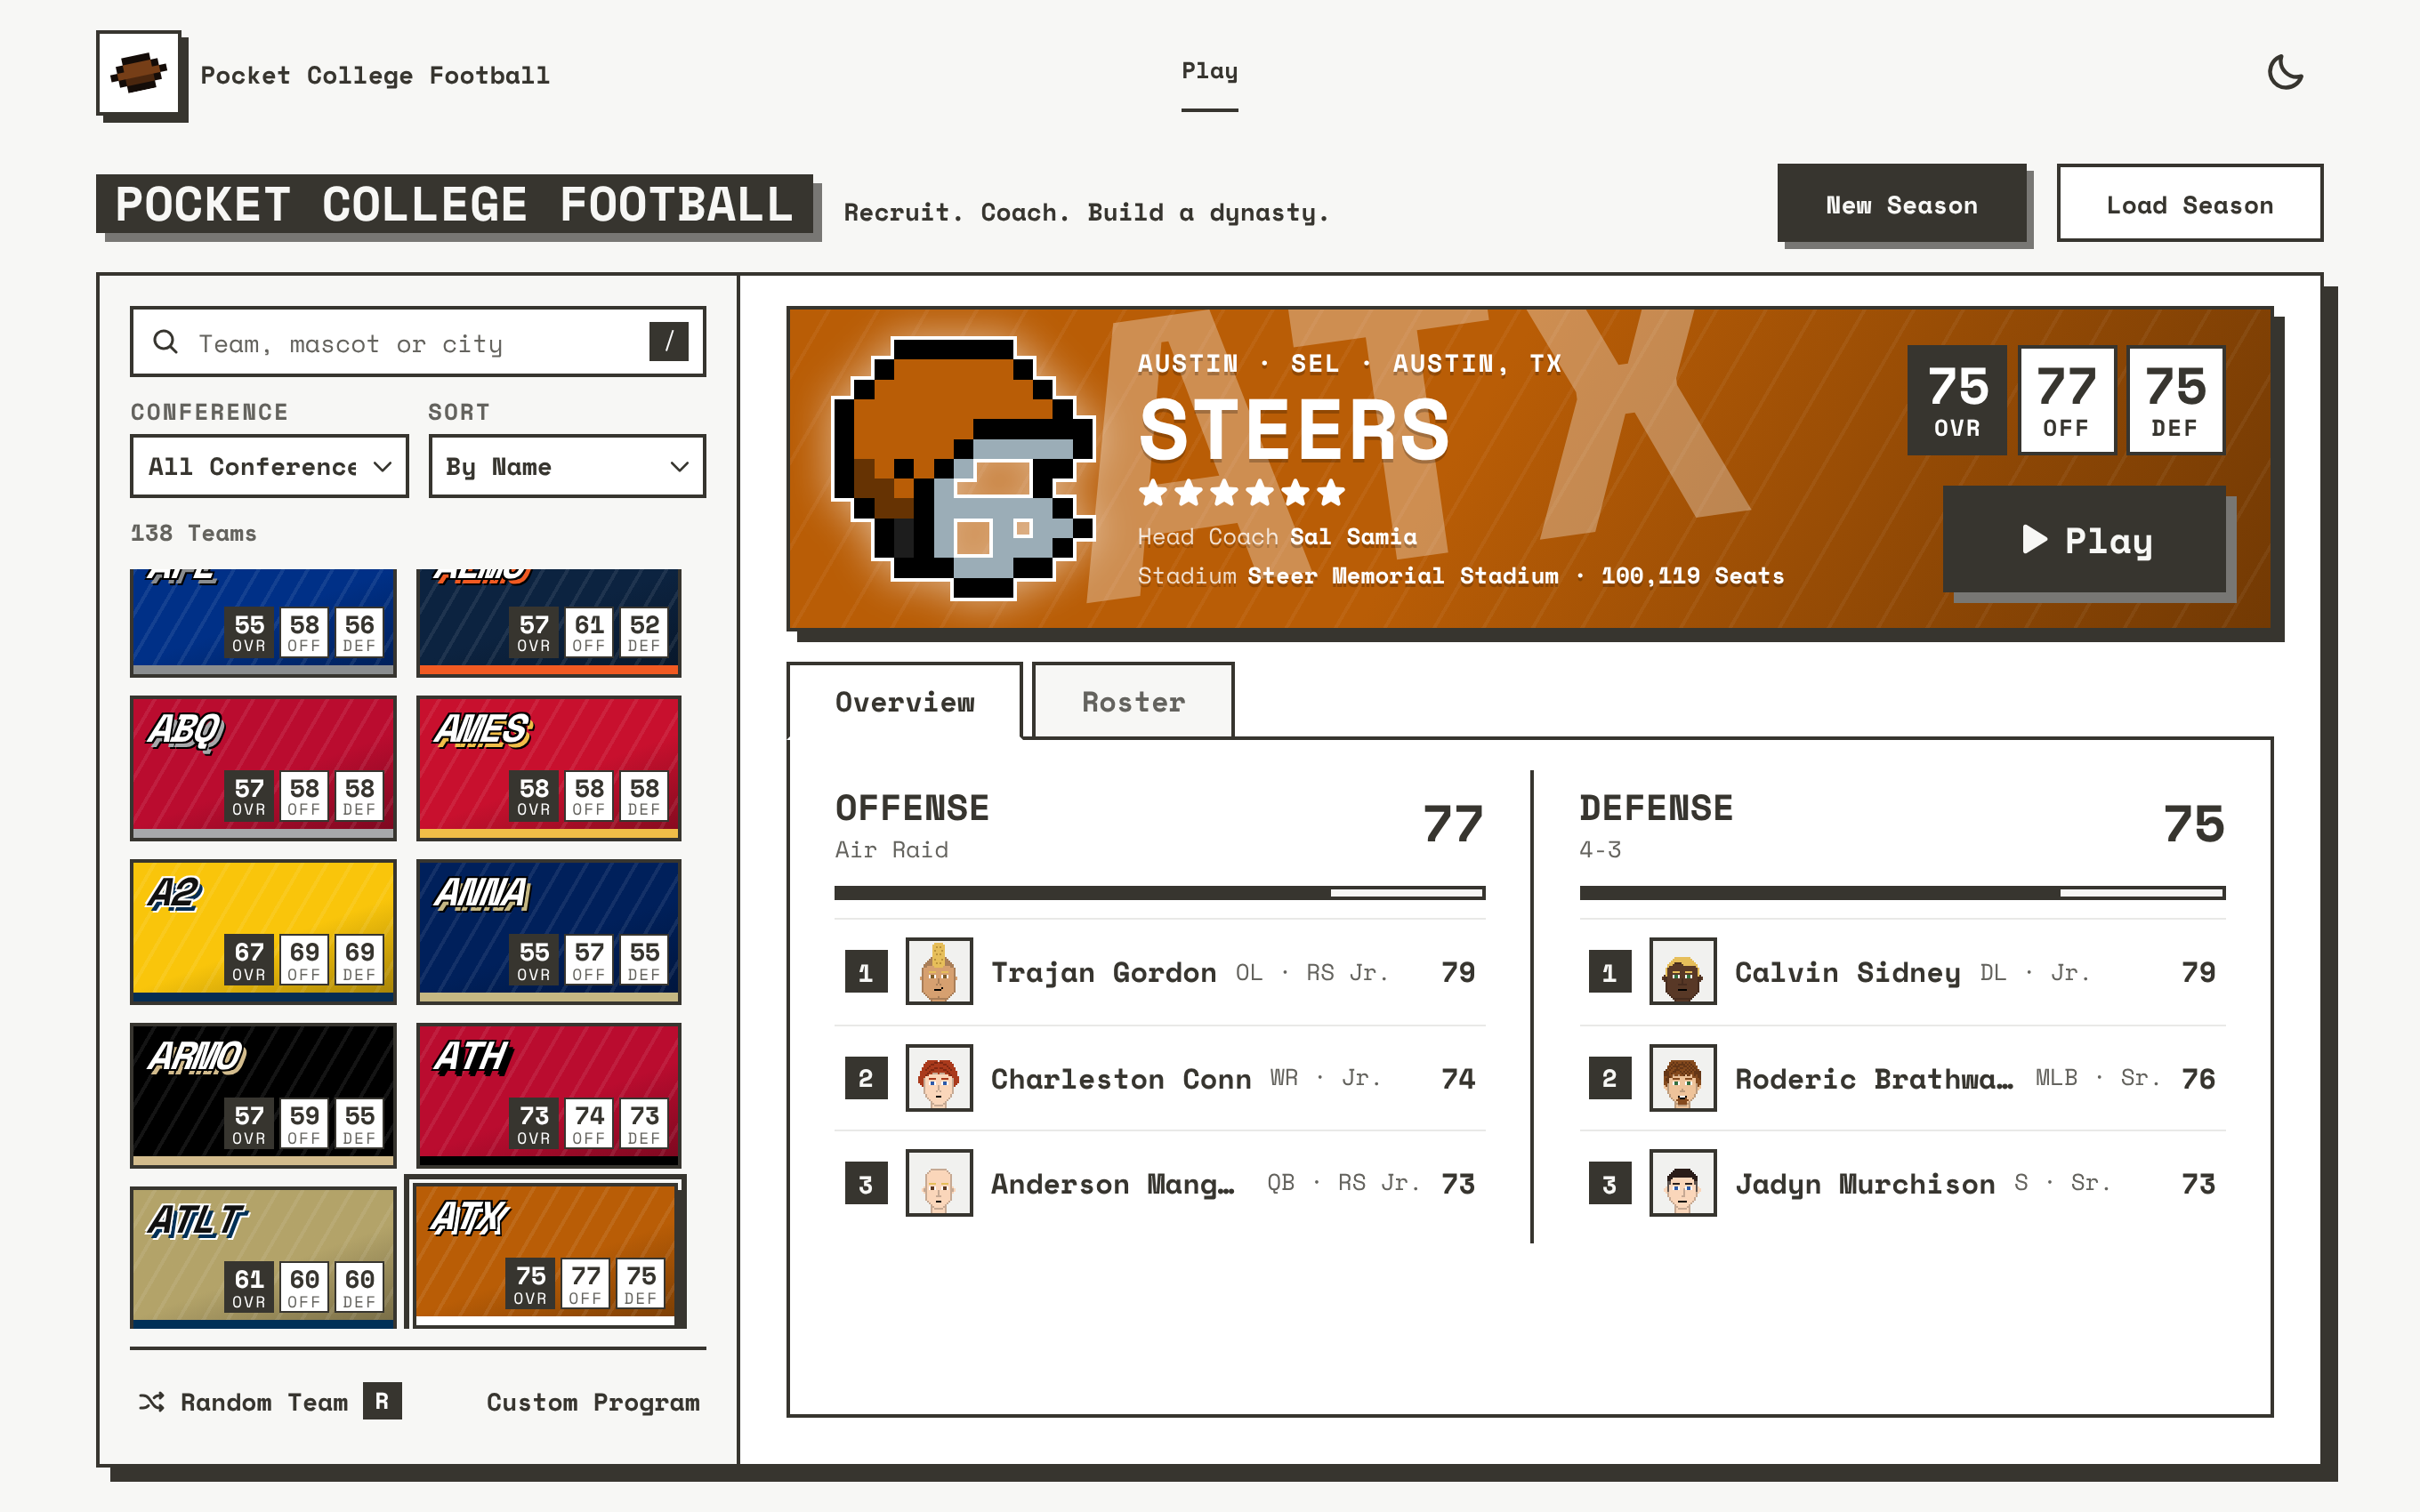 Pocket College Football
Play
POCKET COLLEGE FOOTBALL
Recruit. Coach. Build a dynasty.
New Season
Load Season
Team, mascot or city
/
CONFERENCE
SORT
All Conference
By Name
138 Teams
55 OVR 58 OFF 56 DEF
57 OVR 61 OFF 52 DEF
ABQ
57 OVR 58 OFF 58 DEF
AMES
58 OVR 58 OFF 58 DEF
A2
67 OVR 69 OFF 69 DEF
ANNA
55 OVR 57 OFF 55 DEF
ARMO
57 OVR 59 OFF 55 DEF
ATH
73 OVR 74 OFF 73 DEF
ATLT
61 OVR 60 OFF 60 DEF
ATX
75 OVR 77 OFF 75 DEF
Random Team R
Custom Program
ATX
AUSTIN · SEL · AUSTIN, TX
STEERS
Head Coach Sal Samia
Stadium Steer Memorial Stadium · 100,119 Seats
75 OVR 77 OFF 75 DEF
Play
Overview
Roster
OFFENSE
Air Raid
77
1 Trajan Gordon OL · RS Jr. 79
2 Charleston Conn WR · Jr. 74
3 Anderson Mang… QB · RS Jr. 73
DEFENSE
4-3
75
1 Calvin Sidney DL · Jr. 79
2 Roderic Brathwa… MLB · Sr. 76
3 Jadyn Murchison S · Sr. 73